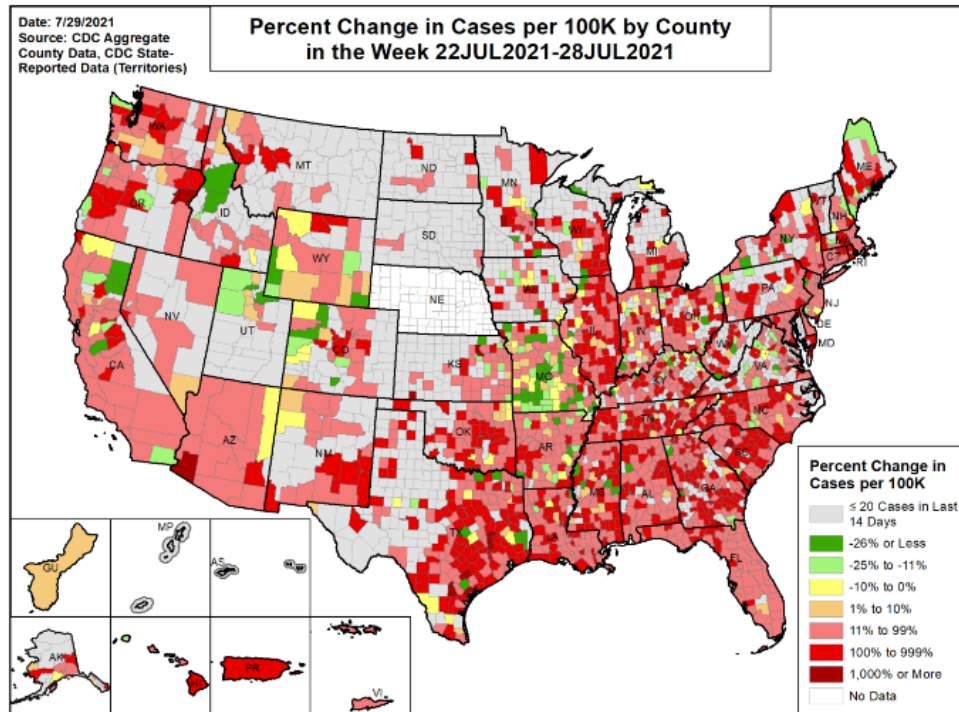 Date: 7/29/2021
Source: CDC Aggregate
County Data, CDC State-
Reported Data (Territories)
Percent Change in Cases per 100K by County
in the Week 22JUL2021-28JUL2021
WA
MT
ND
MN
ME
OR
ID
WY
SD
WI
MI
NY
VT
NH
MA
CT
RI
NV
UT
CO
NE
IL
IN
OH
PA
NJ
DE
MD
CA
KS
MO
KY
WV
VA
AZ
NM
OK
AR
TN
NC
SC
TX
LA
MS
AL
GA
FL
GU
MP
AS
AK
HI
PR
VI
Percent Change in
Cases per 100K
≤ 20 Cases in Last
14 Days
-26% or Less
-25% to -11%
-10% to 0%
1% to 10%
11% to 99%
100% to 999%
1,000% or More
No Data